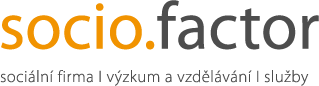 socio.factor
sociální firma I výzkum a vzdělávání I služby